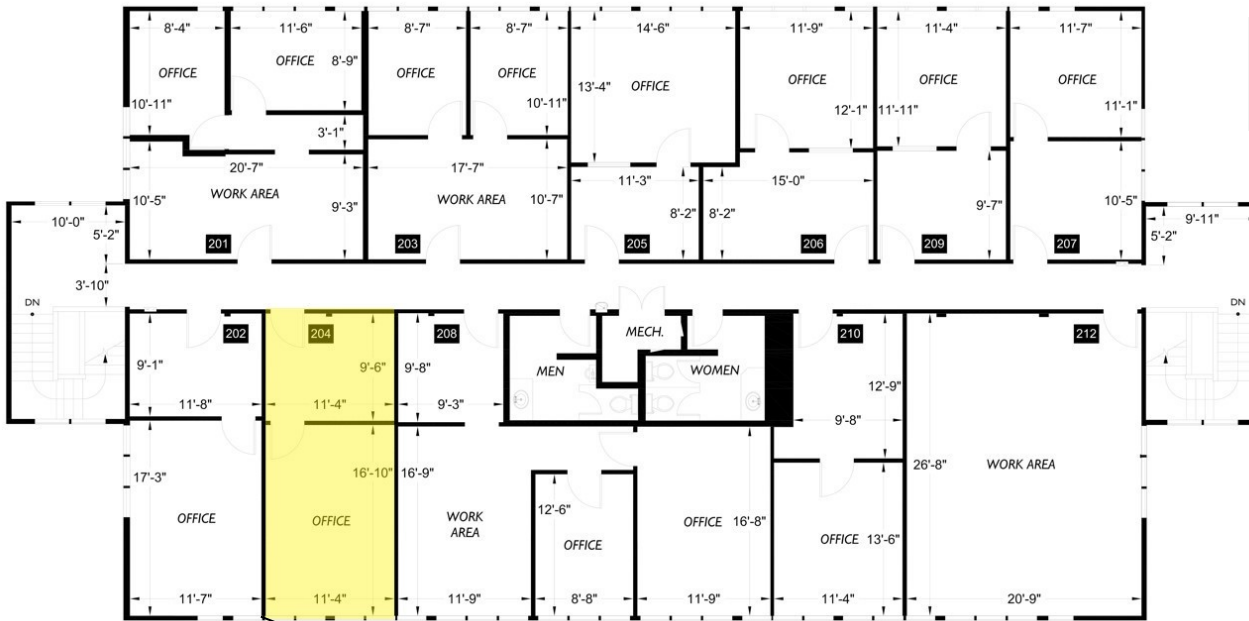 8'-4" 11'-6" 8'-7" 8'-7" 14'-6" 11'-9" 11'-4" 11'-7"
OFFICE OFFICE 8'-9" OFFICE OFFICE 13'-4" OFFICE OFFICE OFFICE OFFICE
10'-11" 10'-11" 12'-1" 11'-11" 11'-1"
3'-1"
20'-7" 17'-7" 11'-3" 15'-0"
10'-5" WORK AREA 9'-3" WORK AREA 10'-7" 8'-2" 8'-2" 9'-7" 10'-5"
10'-0" 5'-2" 201 203 205 206 209 207 5'-2" 9'-11"
3'-10"
DN DN
202 204 208 MECH. 210 212
9'-1" 9'-6" 9'-8" MEN WOMEN 12'-9"
11'-8" 11'-4" 9'-3" 9'-8"
17'-3" 16'-10" 16'-9" 26'-8" WORK AREA
OFFICE OFFICE WORK
AREA 12'-6" OFFICE OFFICE 16'-8" OFFICE 13'-6"
11'-7" 11'-4" 11'-9" 8'-8" 11'-9" 11'-4" 20'-9"